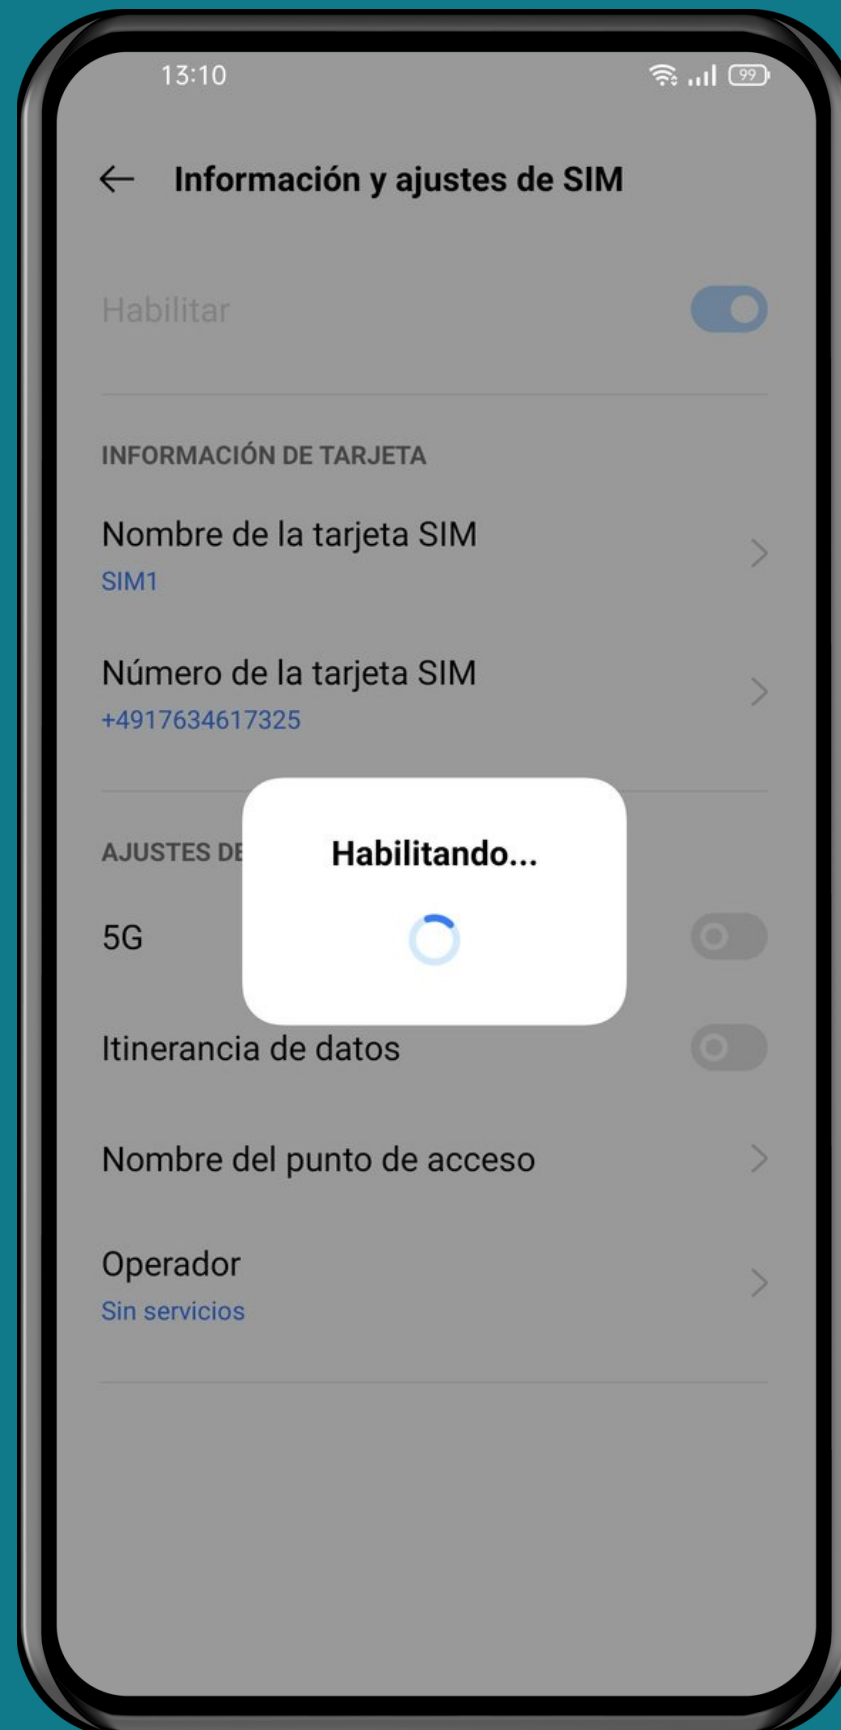 13:10
99
Información y ajustes de SIM
Habilitar
INFORMACIÓN DE TARJETA
Nombre de la tarjeta SIM
SIM1
Número de la tarjeta SIM
+4917634617325
AJUSTES DE
Habilitando...
5G
Itinerancia de datos
Nombre del punto de acceso
Operador
Sin servicios